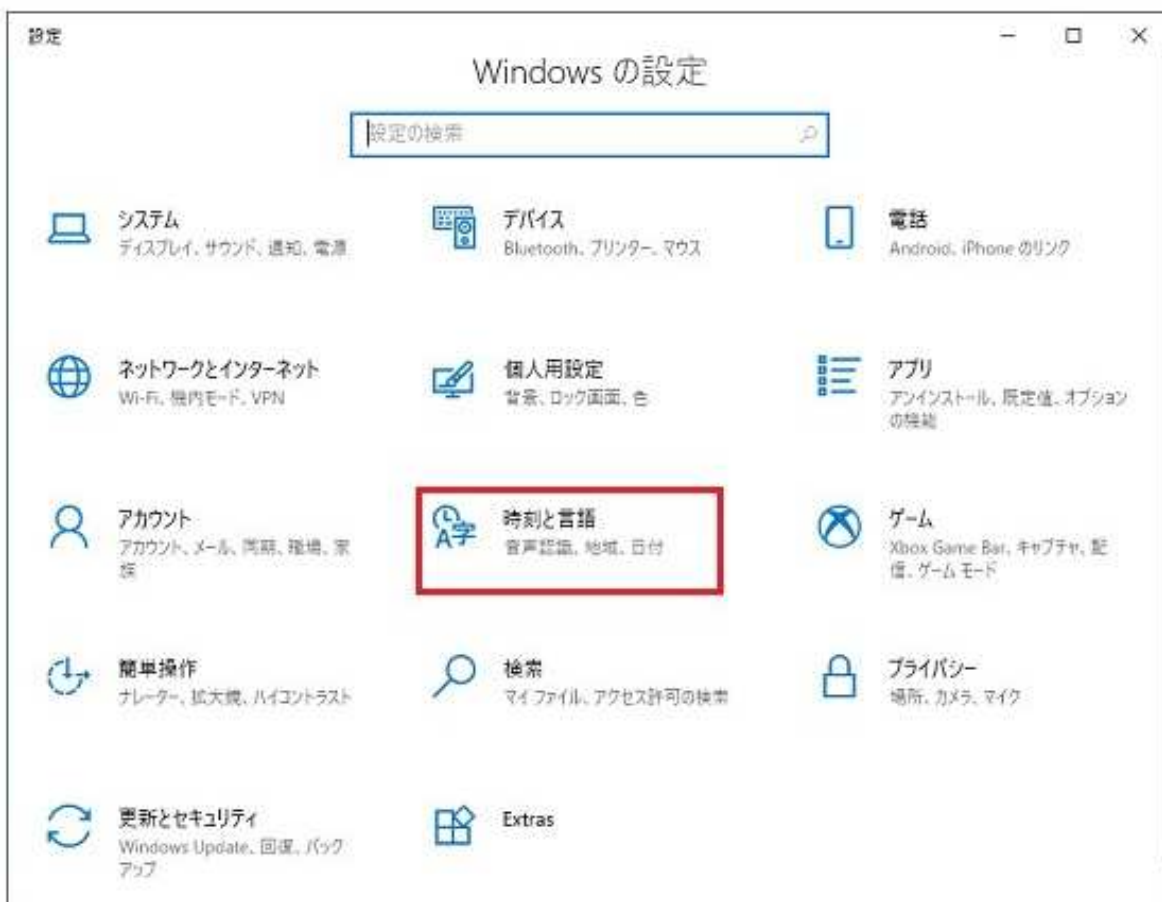 設定
Windows の設定
設定の検索
システム
ディスプレイ、サウンド、通知、電源
デバイス
Bluetooth、プリンター、マウス
電話
Android、iPhone のリンク
ネットワークとインターネット
Wi-Fi、機内モード、VPN
個人用設定
背景、ロック画面、色
アプリ
アンインストール、既定値、オプション
の機能
アカウント
アカウント、メール、同期、職場、家
族
時刻と言語
音声認識、地域、日付
ゲーム
Xbox Game Bar、キャプチャ、配
信、ゲーム モード
簡単操作
ナレーター、拡大鏡、ハイコントラスト
検索
マイ ファイル、アクセス許可の検索
プライバシー
場所、カメラ、マイク
更新とセキュリティ
Windows Update、回復、バック
アップ
Extras